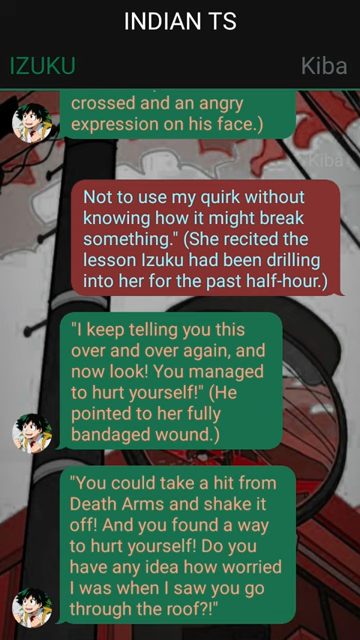 INDIAN TS
IZUKU
Kiba
crossed and an angry
expression on his face.)
Kiba
Not to use my quirk without
knowing how it might break
something." (She recited the
lesson Izuku had been drilling
into her for the past half-hour.)
"I keep telling you this
over and over again, and
now look! You managed
to hurt yourself!" (He
pointed to her fully
bandaged wound.)
"You could take a hit from
Death Arms and shake it
off! And you found a way
to hurt yourself! Do you
have any idea how worried
I was when I saw you go
through the roof?!"